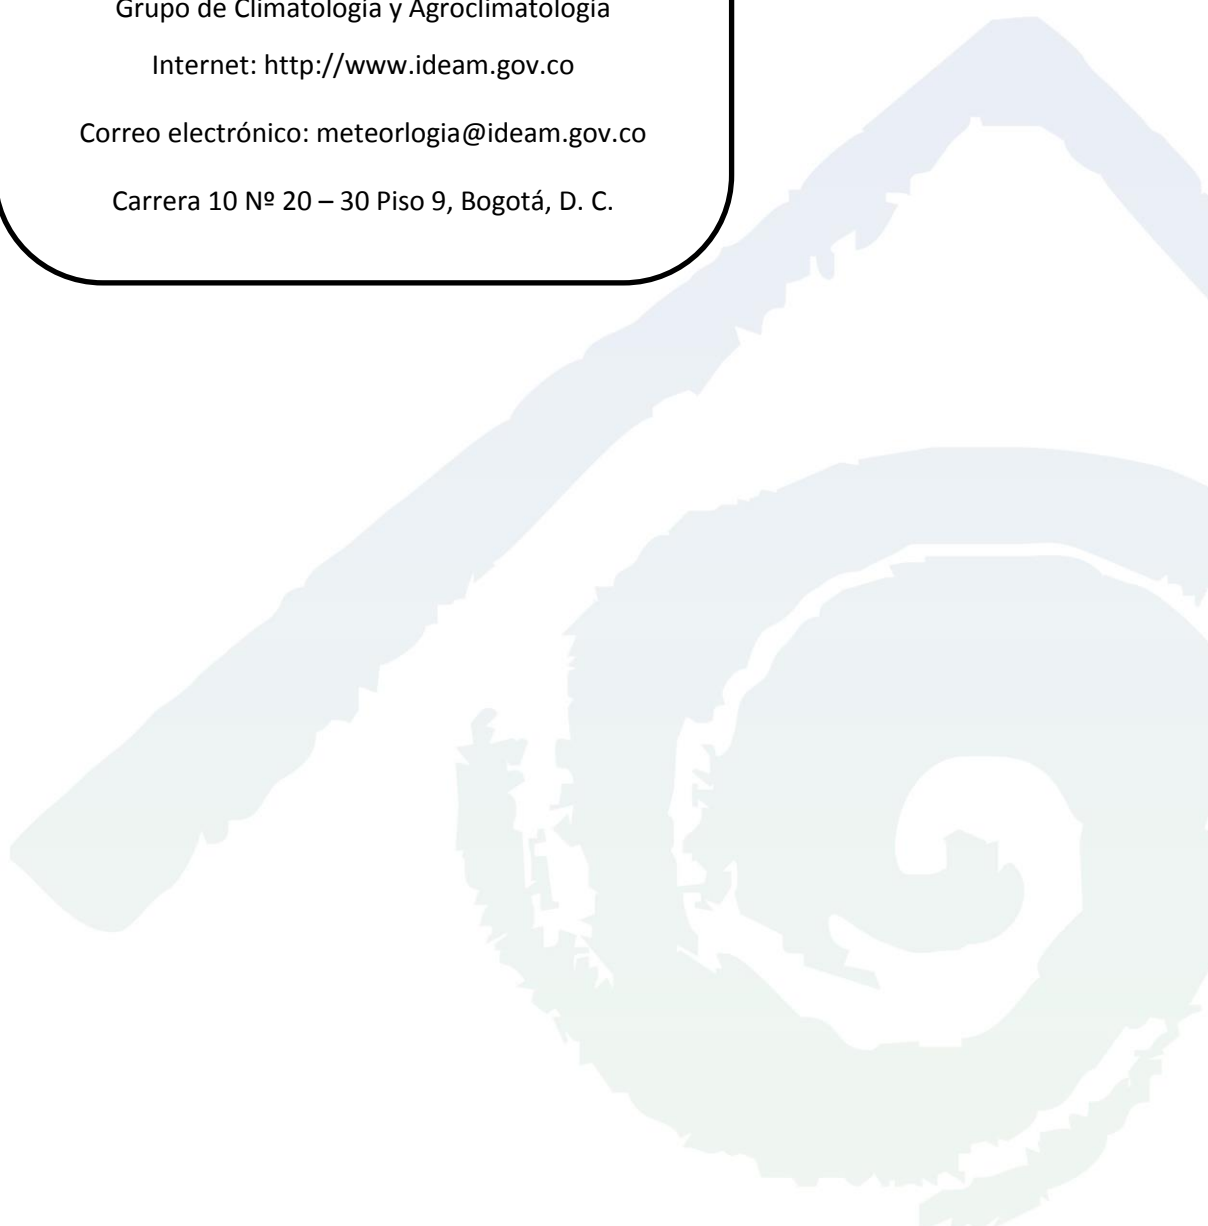 Grupo de Climatología y Agroclimatología
Internet: http://www.ideam.gov.co
Correo electrónico: meteorlogia@ideam.gov.co
Carrera 10 Nº 20 – 30 Piso 9, Bogotá, D. C.